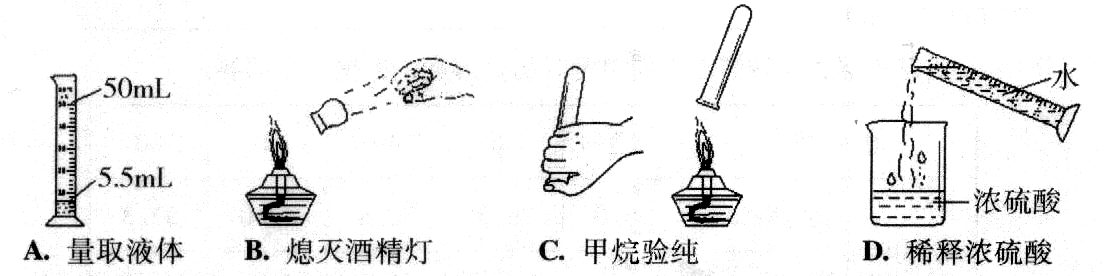 50mL
5.5mL
水
浓硫酸
A. 量取液体
B. 熄灭酒精灯
C. 甲烷验纯
D. 稀释浓硫酸